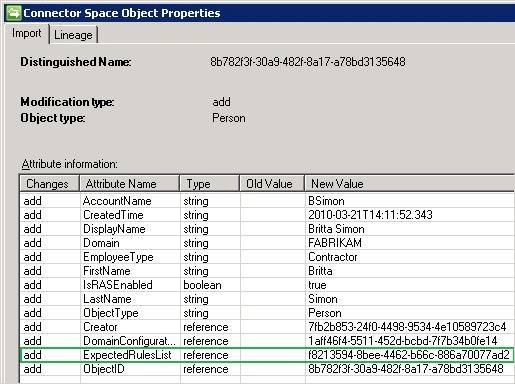 Connector Space Object Properties
Import Lineage
Distinguished Name: 8b782f3f-30a9-482f-8a17-a78bd3135648
Modification type: add
Object type: Person
Attribute information:
Changes Attribute Name Type Old Value New Value
add AccountName string BSimon
add CreatedTime string 2010-03-21T14:11:52.343
add DisplayName string Britta Simon
add Domain string FABRIKAM
add EmployeeType string Contractor
add FirstName string Britta
add IsRASEnabled boolean true
add LastName string Simon
add ObjectType string Person
add Creator reference 7fb2b853-24f0-4498-9534-4e10589723c4
add DomainConfigurat... reference 1aff46f4-5511-452d-bcbd-7f7b34b0fe14
add ExpectedRulesList reference f8213594-8bee-4462-b66c-886a70077ad2
add ObjectID reference 8b782f3f-30a9-482f-8a17-a78bd3135648